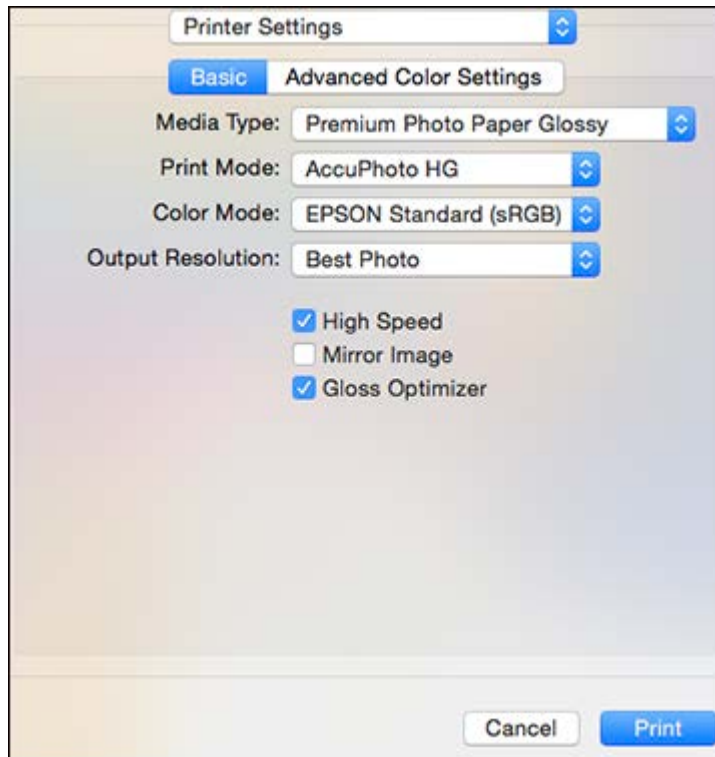 Printer Settings
Basic Advanced Color Settings
Media Type: Premium Photo Paper Glossy
Print Mode: AccuPhoto HG
Color Mode: EPSON Standard (sRGB)
Output Resolution: Best Photo
High Speed
Mirror Image
Gloss Optimizer
Cancel Print